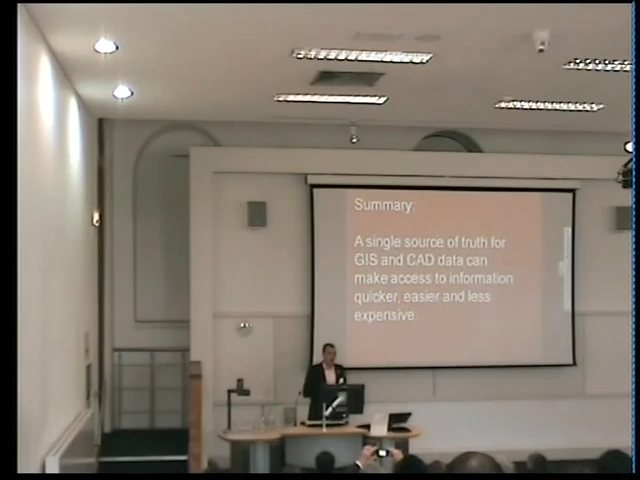 Summary:
A single source of truth for
GIS and CAD data can
make access to information
quicker, easier and less
expensive